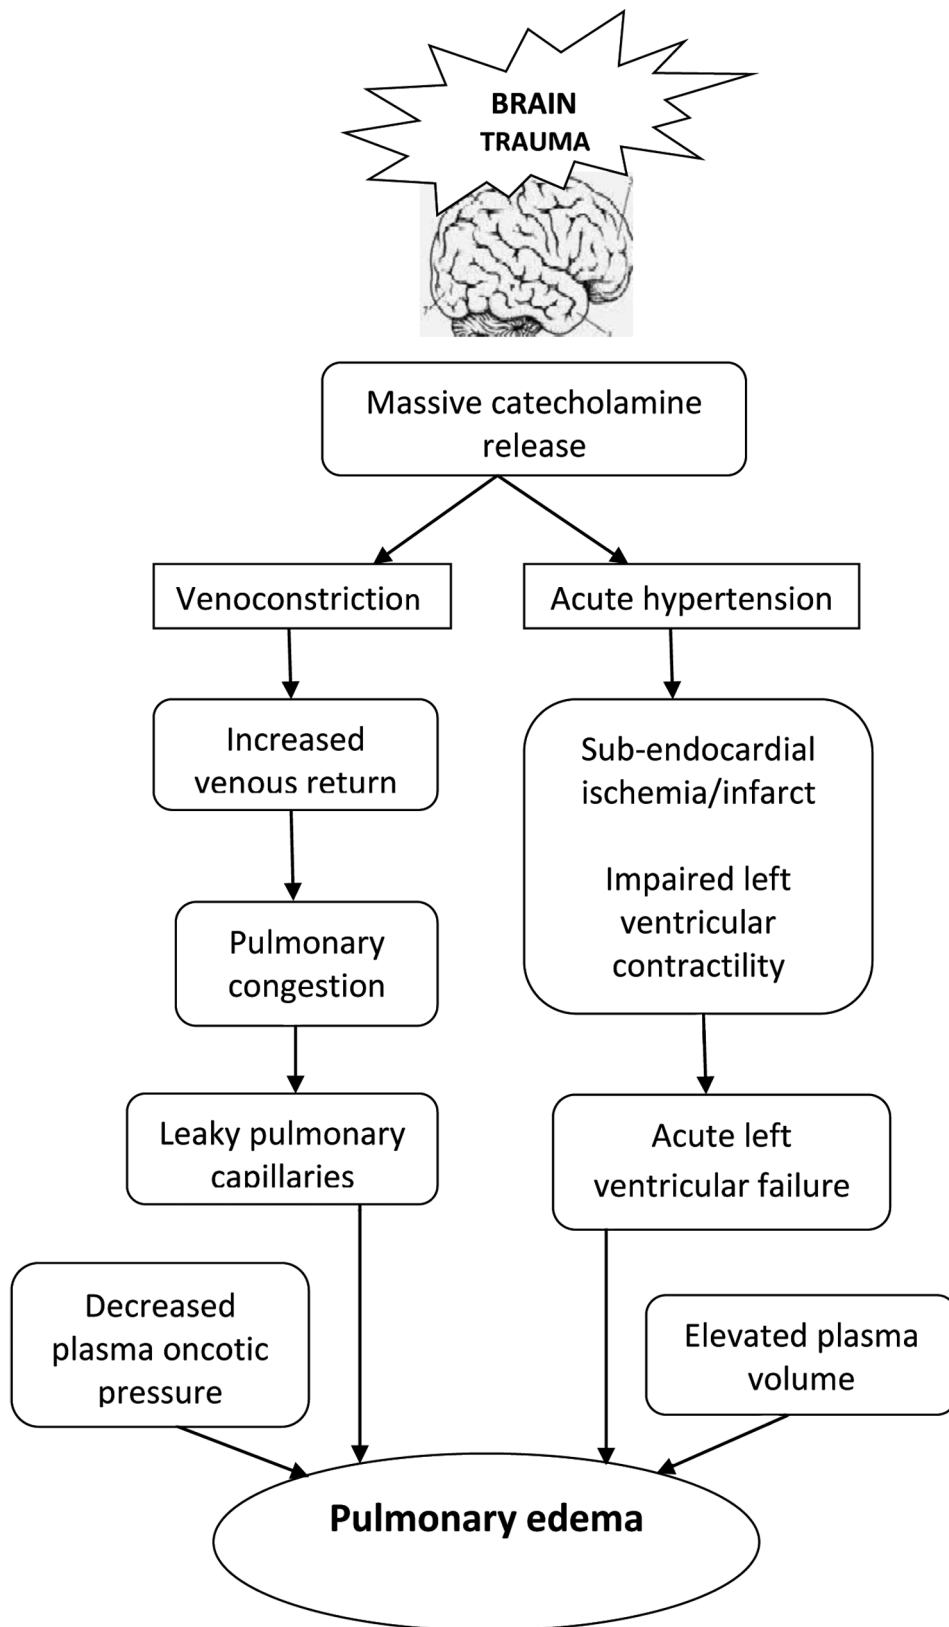 BRAIN
TRAUMA
Massive catecholamine
release
Venoconstriction
Acute hypertension
Increased
venous return
Sub-endocardial
ischemia/infarct
Impaired left
ventricular
contractility
Pulmonary
congestion
Leaky pulmonary
capillaries
Acute left
ventricular failure
Decreased
plasma oncotic
pressure
Elevated plasma
volume
Pulmonary edema